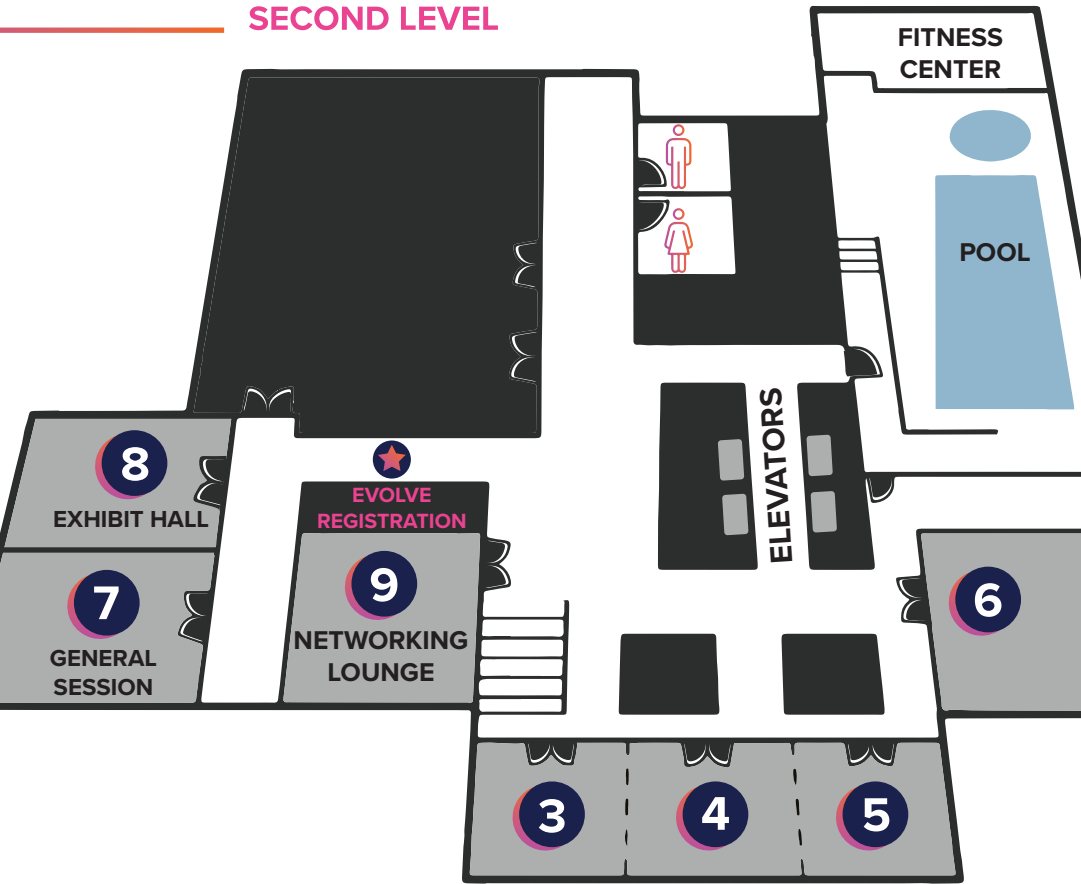 SECOND LEVEL
FITNESS
CENTER
POOL
ELEVATORS
8
EXHIBIT HALL
EVOLVE
REGISTRATION
7
GENERAL
SESSION
9
NETWORKING
LOUNGE
6
3
4
5